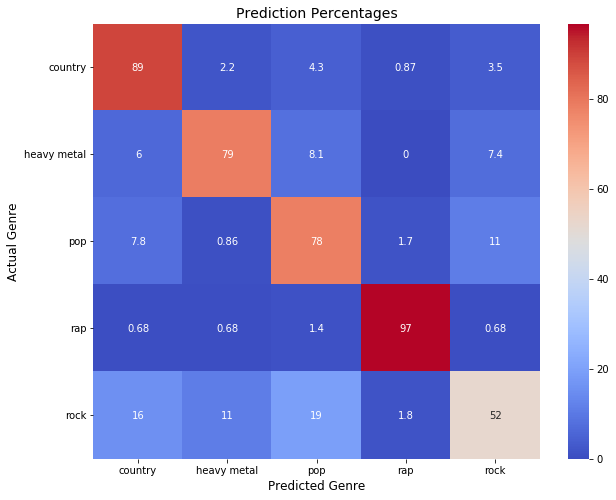 Prediction Percentages
Actual Genre
country 89 2.2 4.3 0.87 3.5
heavy metal 6 79 8.1 0 7.4
pop 7.8 0.86 78 1.7 11
rap 0.68 0.68 1.4 97 0.68
rock 16 11 19 1.8 52
country heavy metal pop rap rock
Predicted Genre
80
60
40
20
0